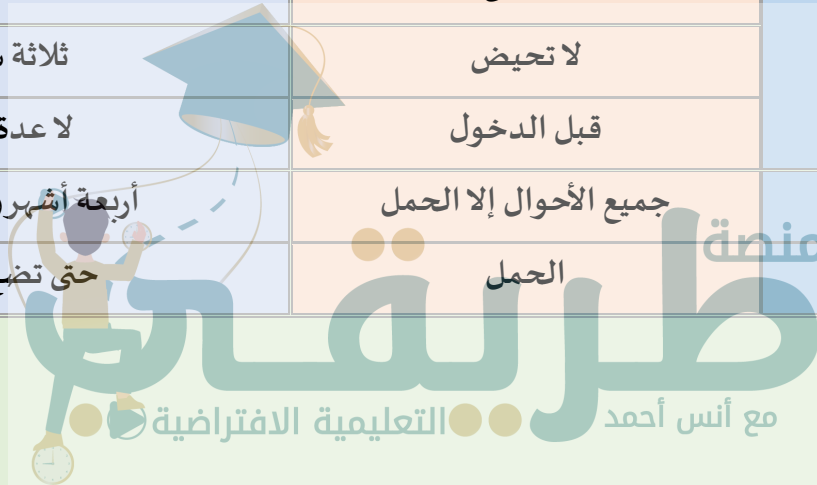 لا تحيض ثلاثة
قبل الدخول لا عدة
جميع الأحوال إلا الحمل أربعة أشهر
الحمل حتى
منصة
طريقي
مع أنس أحمد التعليمية الافتراضية